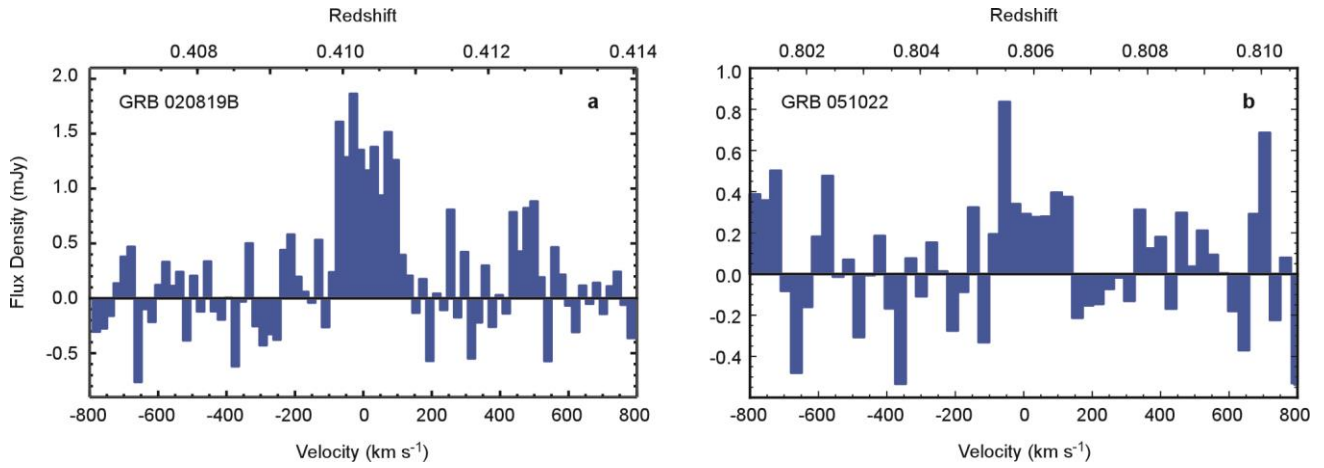 Redshift
0.408 0.410 0.412 0.414
GRB 020819B a
Flux Density (mJy)
2.0
1.5
1.0
0.5
0.0
-0.5
-800 -600 -400 -200 0 200 400 600 800
Velocity (km s⁻¹)
Redshift
0.802 0.804 0.806 0.808 0.810
GRB 051022 b
1.0
0.8
0.6
0.4
0.2
0.0
-0.2
-0.4
-800 -600 -400 -200 0 200 400 600 800
Velocity (km s⁻¹)